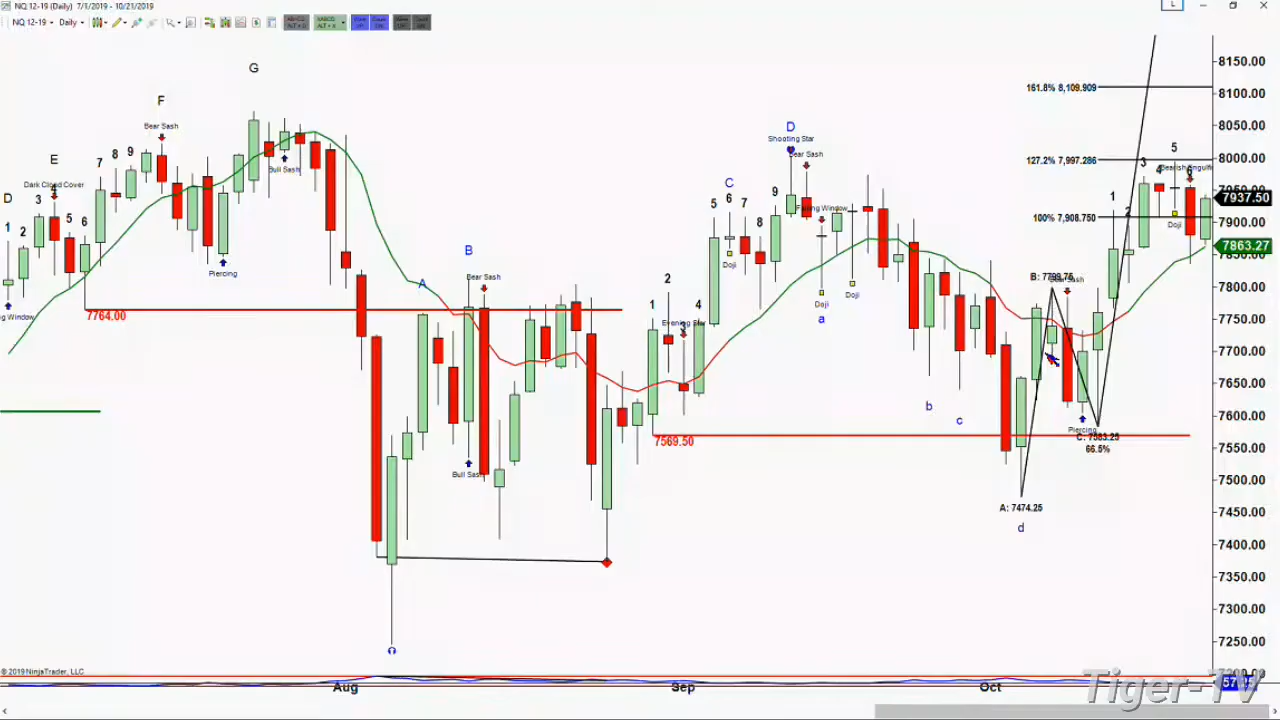 NQ 12-19 (Daily) 7/1/2019 - 10/21/2019
NQ 12-19 Daily
L
G
F
Bear Sash
E
Dark Cloud Cover
D
1 2 3 4 5 6 7 8 9
Piercing
Bull Sash
7764.00
A
B
Bear Sash
Bull Sash
Evening Star
1 2 3 4 5 6 7 8 9
C
Doji
D
Shooting Star
Bear Sash
Falling Window
Doji
Doji
a
b
c
d
7569.50
A: 7474.25
B: 7799.75
Bear Sash
Piercing
C: 7583.25
66.5%
1 2 3 4 5 6
Doji
161.8% 8,109.909
127.2% 7,997.286
100% 7,908.750
8150.00
8100.00
8050.00
8000.00
7950.00
7937.50
7900.00
7863.27
7850.00
7800.00
7750.00
7700.00
7650.00
7600.00
7550.00
7500.00
7450.00
7400.00
7350.00
7300.00
7250.00
7200.00
© 2019 NinjaTrader, LLC
Aug Sep Oct
Tiger-TV